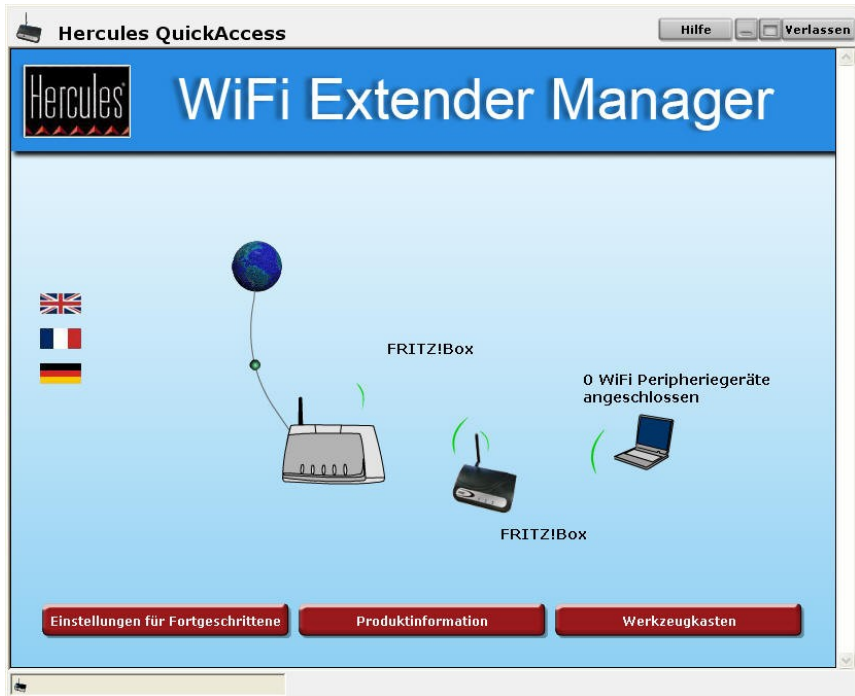 Hercules QuickAccess
Hilfe
Verlassen
Hercules
WiFi Extender Manager
FRITZ!Box
0 WiFi Peripheriegeräte
angeschlossen
FRITZ!Box
Einstellungen für Fortgeschrittene
Produktinformation
Werkzeugkasten